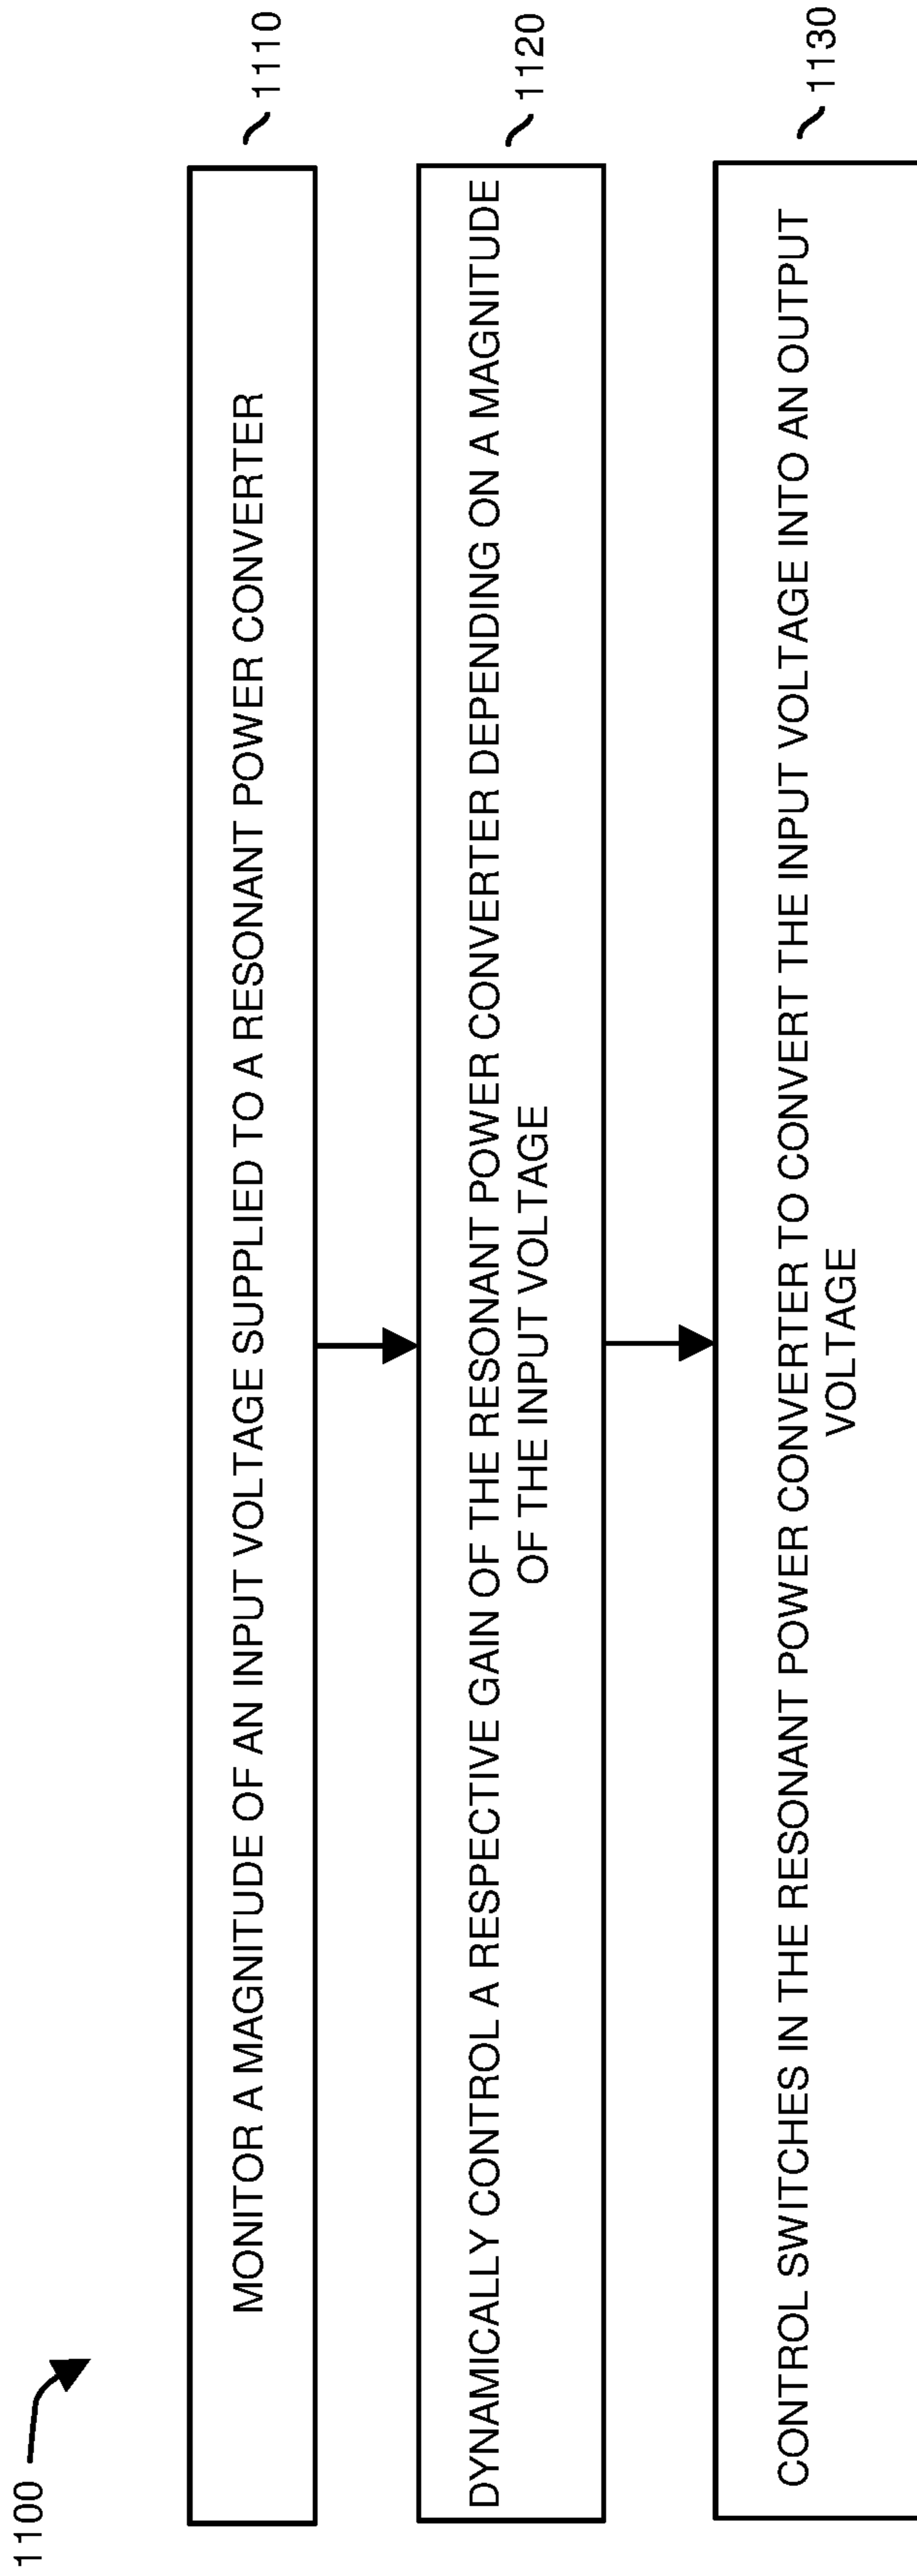 1100
MONITOR A MAGNITUDE OF AN INPUT VOLTAGE SUPPLIED TO A RESONANT POWER CONVERTER
1110
DYNAMICALLY CONTROL A RESPECTIVE GAIN OF THE RESONANT POWER CONVERTER DEPENDING ON A MAGNITUDE
OF THE INPUT VOLTAGE
1120
CONTROL SWITCHES IN THE RESONANT POWER CONVERTER TO CONVERT THE INPUT VOLTAGE INTO AN OUTPUT
VOLTAGE
1130